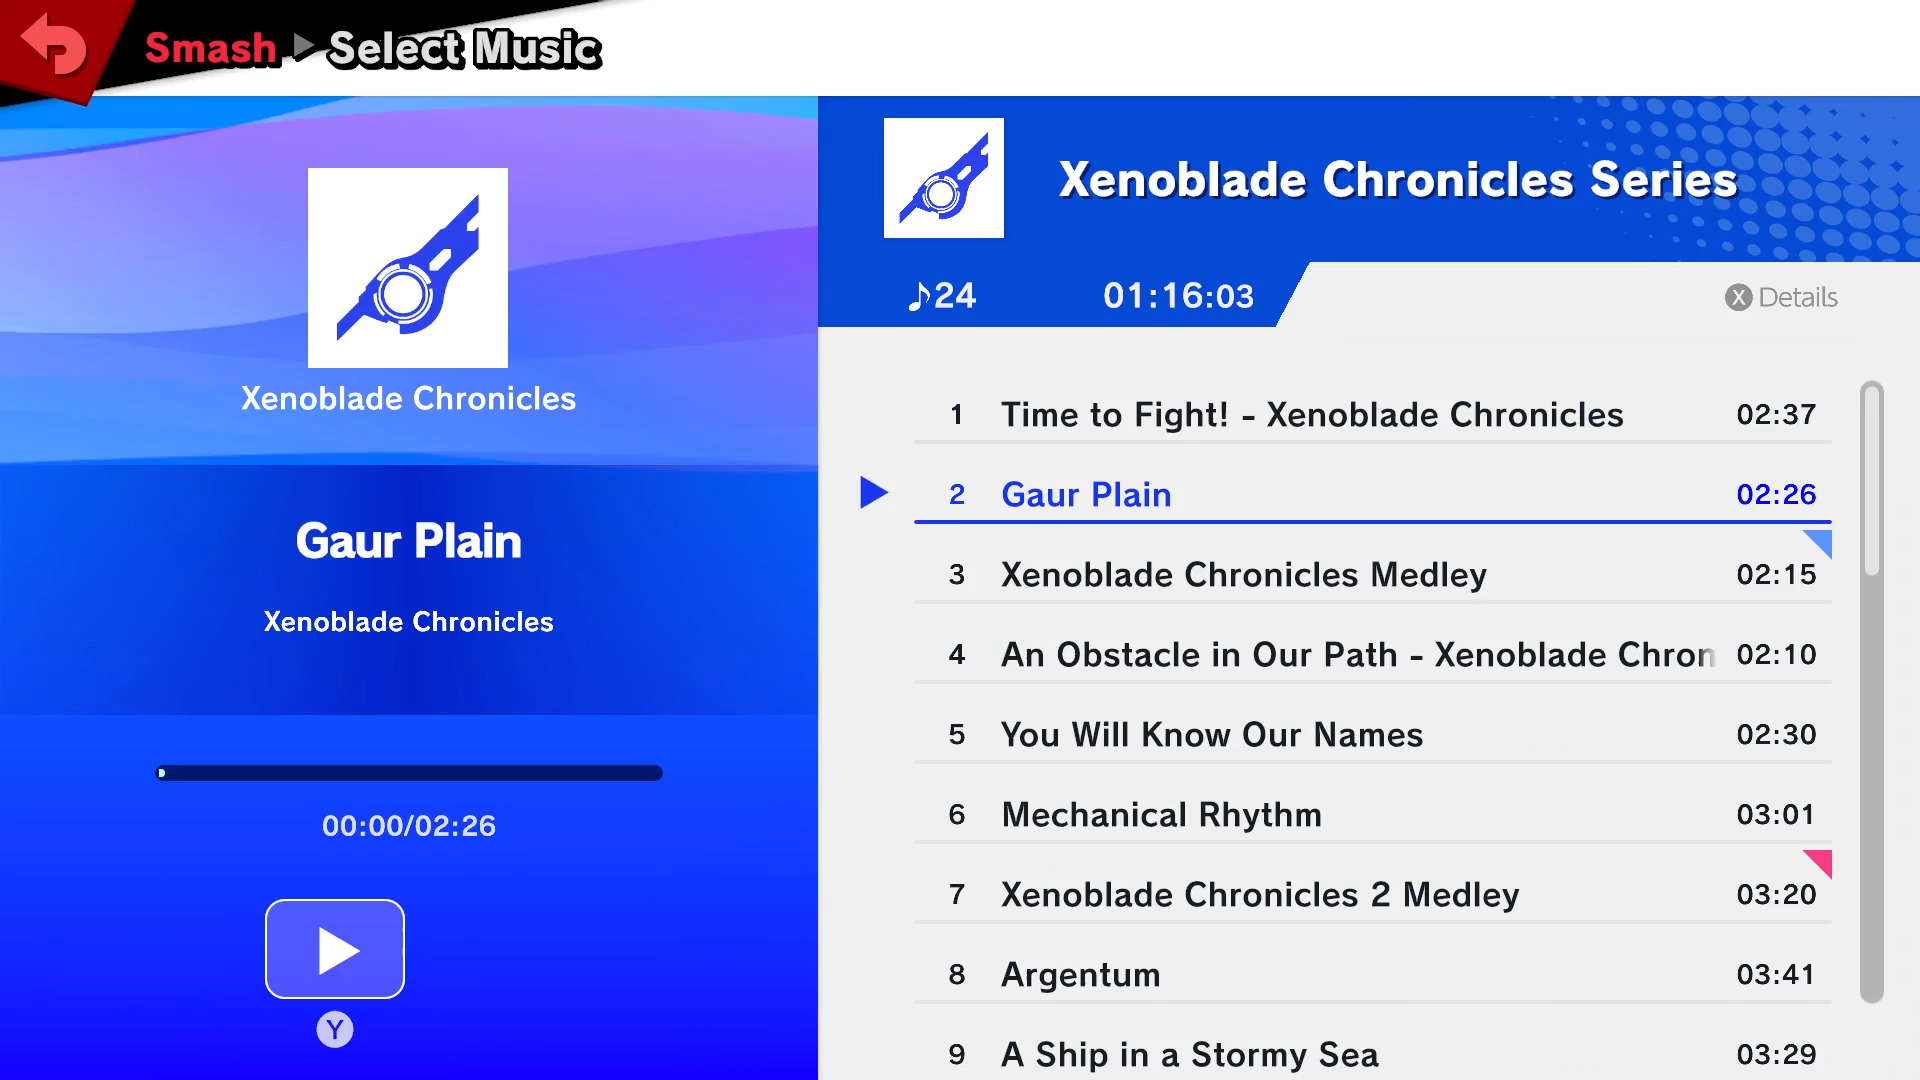 Smash ▶ Select Music
Xenoblade Chronicles
Gaur Plain
Xenoblade Chronicles
00:00/02:26
Y
Xenoblade Chronicles Series
♪24 01:16:03
X Details
1 Time to Fight! - Xenoblade Chronicles 02:37
2 Gaur Plain 02:26
3 Xenoblade Chronicles Medley 02:15
4 An Obstacle in Our Path - Xenoblade Chron 02:10
5 You Will Know Our Names 02:30
6 Mechanical Rhythm 03:01
7 Xenoblade Chronicles 2 Medley 03:20
8 Argentum 03:41
9 A Ship in a Stormy Sea 03:29